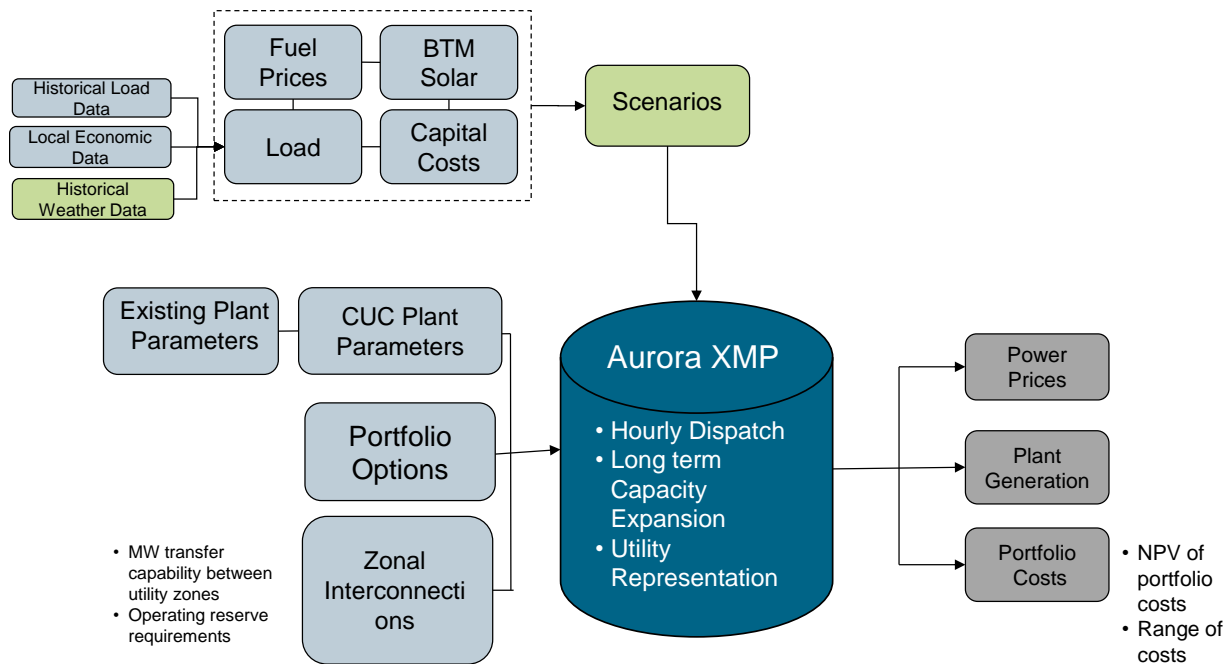 Fuel
Prices
BTM
Solar
Historical Load
Data
Local Economic
Data
Historical
Weather Data
Load
Capital
Costs
Scenarios
Existing Plant
Parameters
CUC Plant
Parameters
Portfolio
Options
• MW transfer
capability between
utility zones
• Operating reserve
requirements
Zonal
Interconnecti
ons
Aurora XMP
• Hourly Dispatch
• Long term
Capacity
Expansion
• Utility
Representation
Power
Prices
Plant
Generation
Portfolio
Costs
• NPV of
portfolio
costs
• Range of
costs